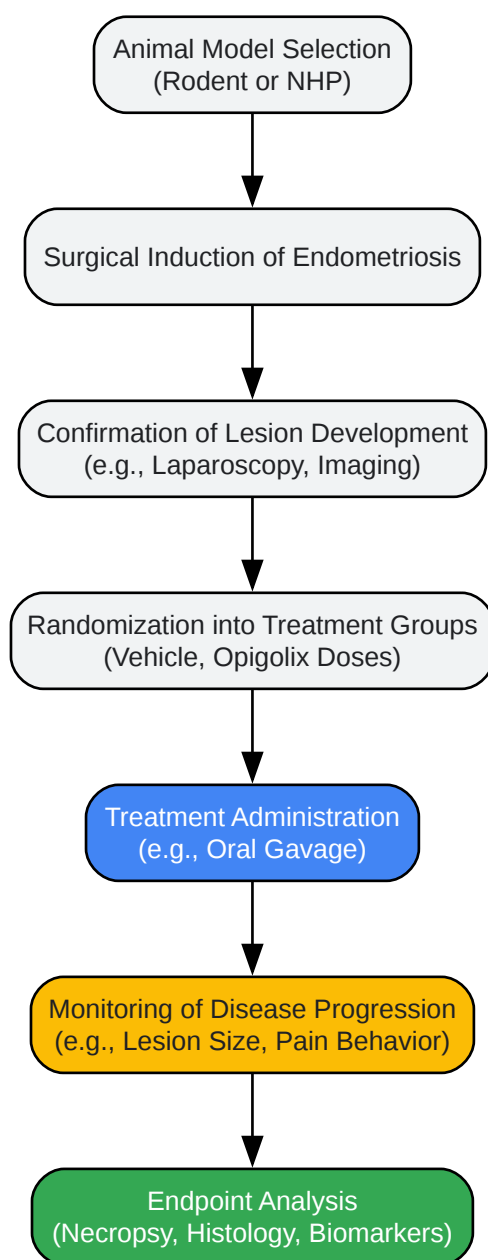 Animal Model Selection
(Rodent or NHP)
Surgical Induction of Endometriosis
Confirmation of Lesion Development
(e.g., Laparoscopy, Imaging)
Randomization into Treatment Groups
(Vehicle, Opigolix Doses)
Treatment Administration
(e.g., Oral Gavage)
Monitoring of Disease Progression
(e.g., Lesion Size, Pain Behavior)
Endpoint Analysis
(Necropsy, Histology, Biomarkers)